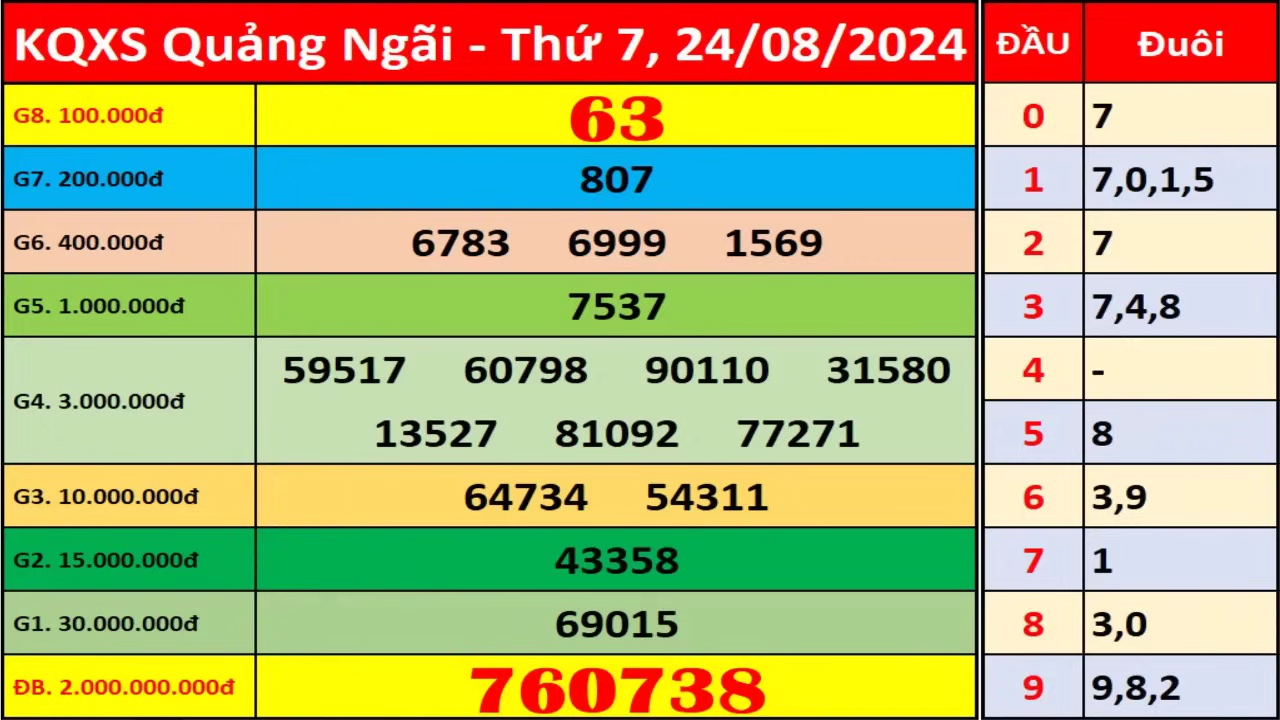 KQXS Quảng Ngãi - Thứ 7, 24/08/2024 ĐẦU Đuôi
G8. 100.000đ 63 0 7
G7. 200.000đ 807 1 7,0,1,5
G6. 400.000đ 6783 6999 1569 2 7
G5. 1.000.000đ 7537 3 7,4,8
59517 60798 90110 31580 4 -
G4. 3.000.000đ
13527 81092 77271 5 8
G3. 10.000.000đ 64734 54311 6 3,9
G2. 15.000.000đ 43358 7 1
G1. 30.000.000đ 69015 8 3,0
ĐB. 2.000.000.000đ 760738 9 9,8,2